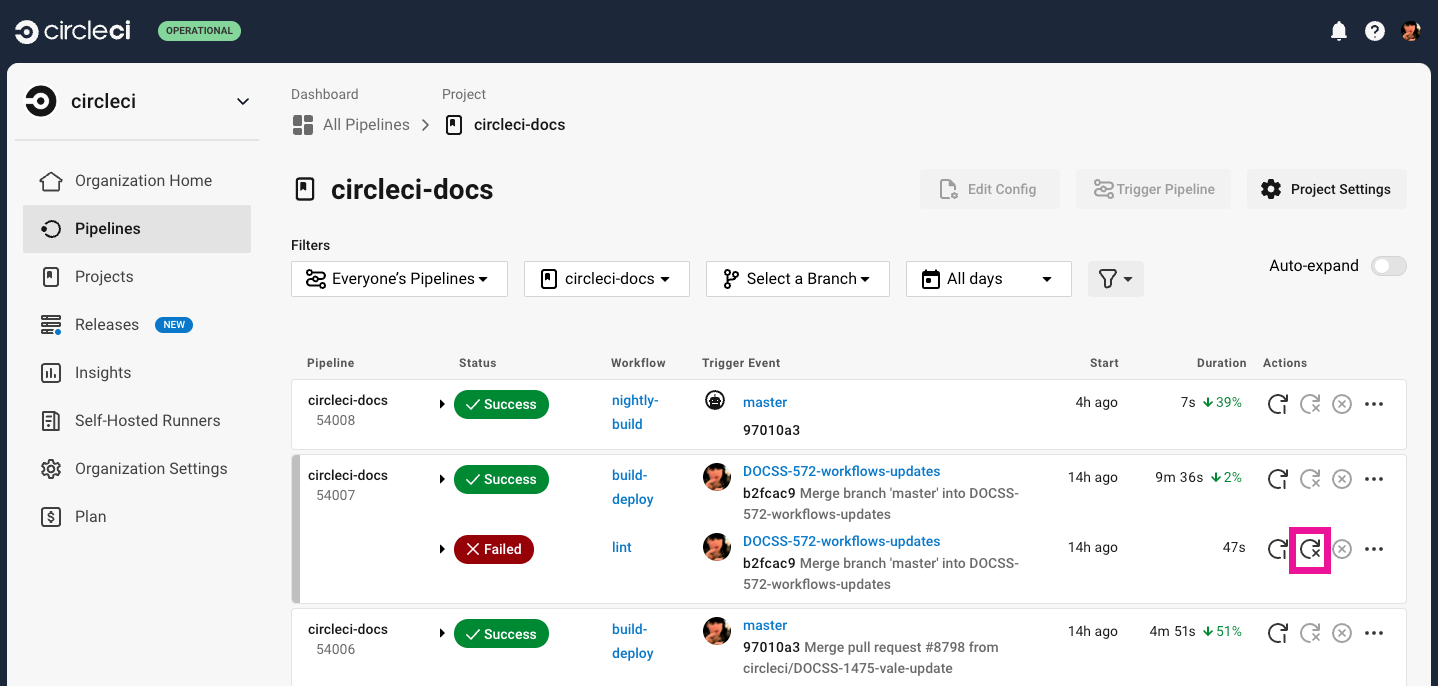 circleci
OPERATIONAL
circleci
Organization Home
Pipelines
Projects
Releases NEW
Insights
Self-Hosted Runners
Organization Settings
Plan
Dashboard Project
All Pipelines circleci-docs
circleci-docs
Edit Config Trigger Pipeline Project Settings
Filters
Everyone’s Pipelines circleci-docs Select a Branch All days
Auto-expand
Pipeline Status Workflow Trigger Event Start Duration Actions
circleci-docs
54008
Success
nightly-
build
master
97010a3
4h ago 7s 39%
circleci-docs
54007
Success
build-
deploy
DOCSS-572-workflows-updates
b2fcac9 Merge branch 'master' into DOCSS-
572-workflows-updates
14h ago 9m 36s 2%
Failed
lint
DOCSS-572-workflows-updates
b2fcac9 Merge branch 'master' into DOCSS-
572-workflows-updates
14h ago 47s
circleci-docs
54006
Success
build-
deploy
master
97010a3 Merge pull request #8798 from
circleci/DOCSS-1475-vale-update
14h ago 4m 51s 51%